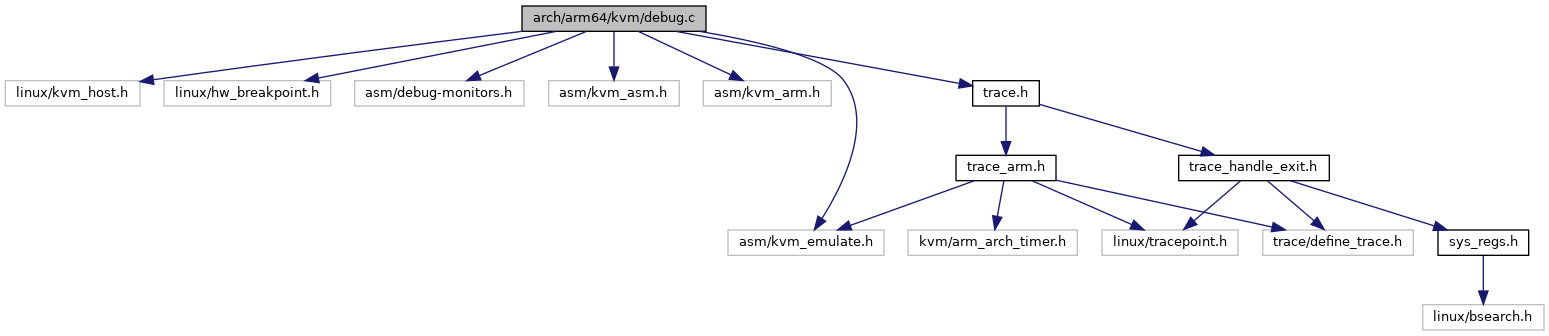 arch/arm64/kvm/debug.c
linux/kvm_host.h
linux/hw_breakpoint.h
asm/debug-monitors.h
asm/kvm_asm.h
asm/kvm_arm.h
trace.h
trace_arm.h
trace_handle_exit.h
asm/kvm_emulate.h
kvm/arm_arch_timer.h
linux/tracepoint.h
trace/define_trace.h
sys_regs.h
linux/bsearch.h